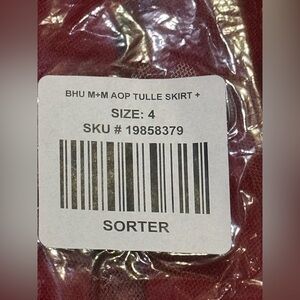 BHU M+M AOP TULLE SKIRT +
SIZE: 4
SKU # 19858379
SORTER